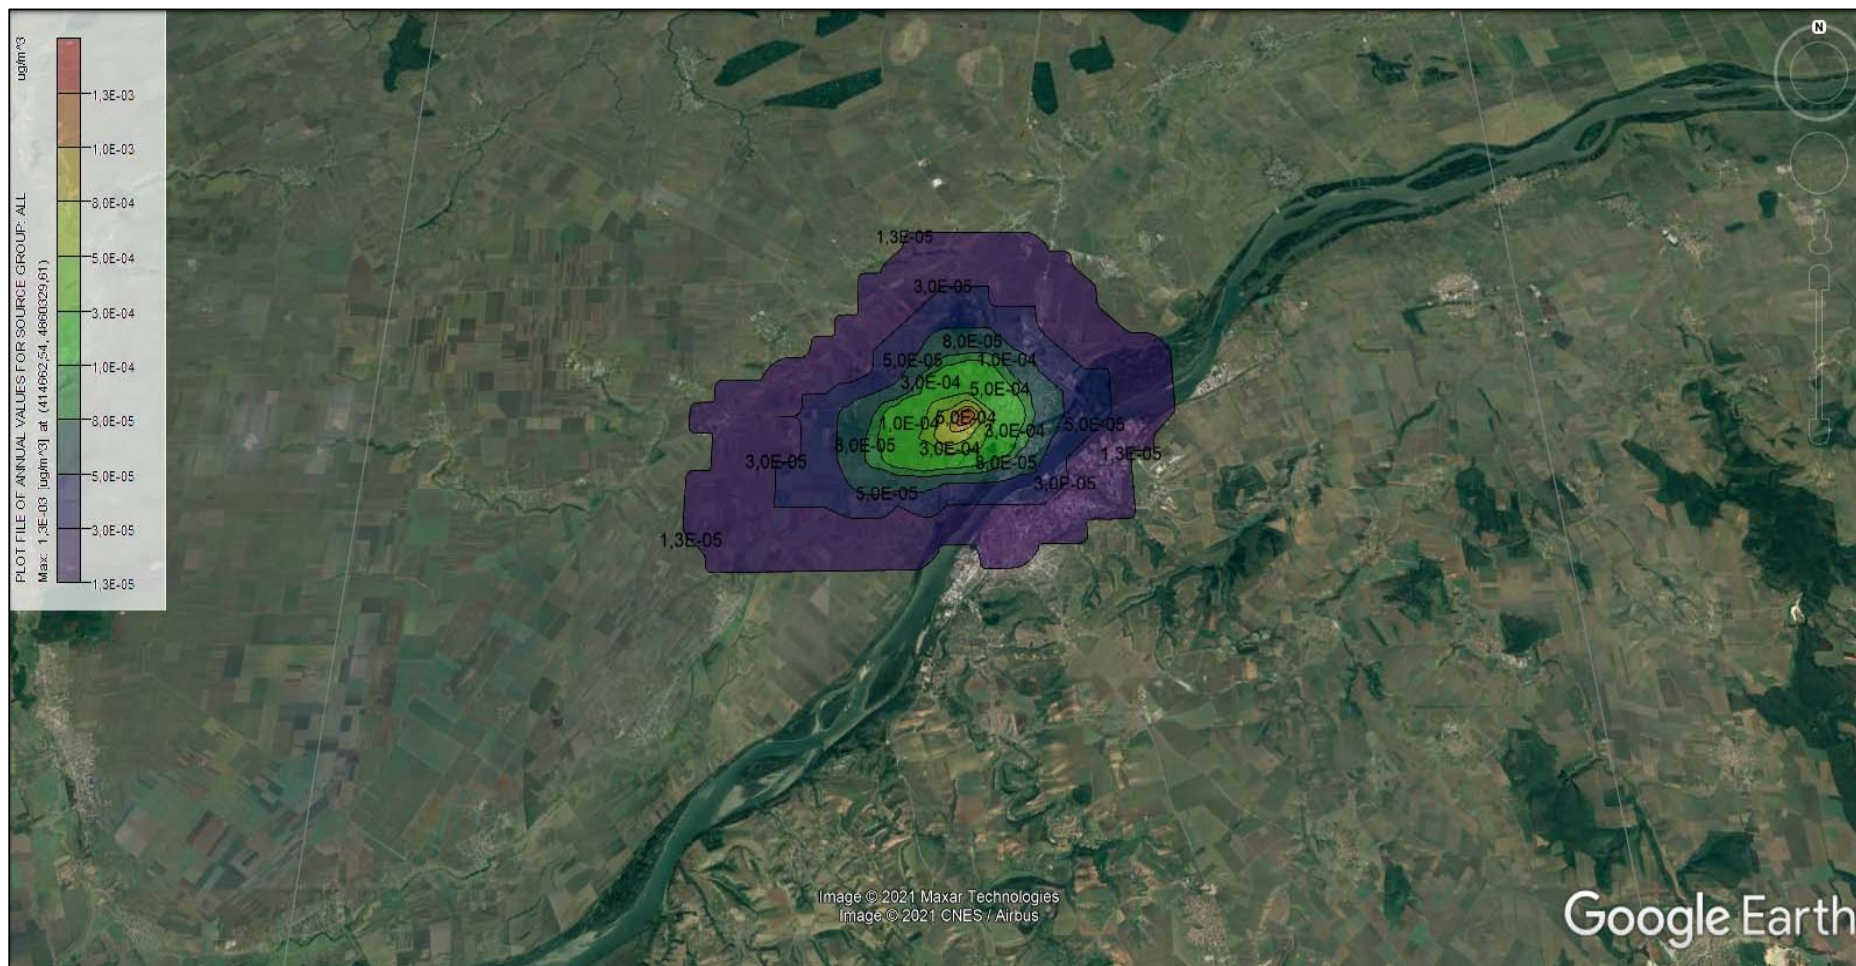 PLOT FILE OF ANNUAL VALUES FOR SOURCE GROUP: ALL
ug/m^3
Max: 1,3E-03 [ug/m^3] at (414662,54, 4860329,61)
1,3E-03
1,0E-03
8,0E-04
5,0E-04
3,0E-04
1,0E-04
8,0E-05
5,0E-05
3,0E-05
1,3E-05
N
1,3E-05
3,0E-05
8,0E-05
5,0E-05
1,0E-04
3,0E-04
5,0E-04
5,0E-04
1,0E-04
3,0E-04
5,0E-05
8,0E-05
3,0E-04
1,3E-05
3,0E-05
8,0E-05
3,0E-05
5,0E-05
1,3E-05
Image © 2021 Maxar Technologies
Image © 2021 CNES / Airbus
Google Earth